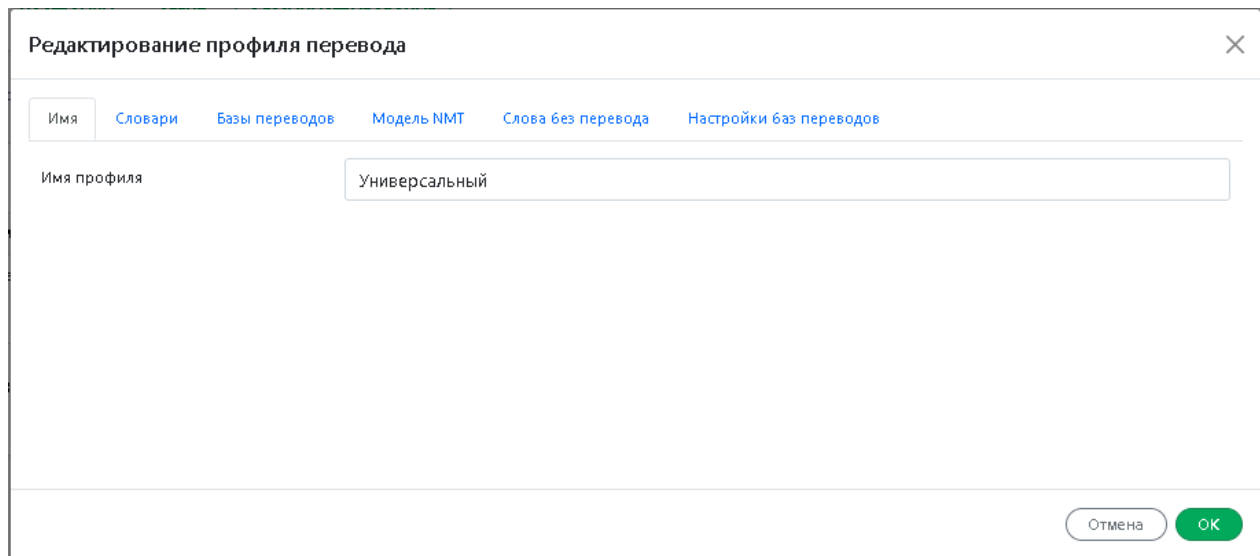 Редактирование профиля перевода
Имя Словари Базы переводов Модель NMT Слова без перевода Настройки баз переводов
Имя профиля Универсальный
Отмена OK